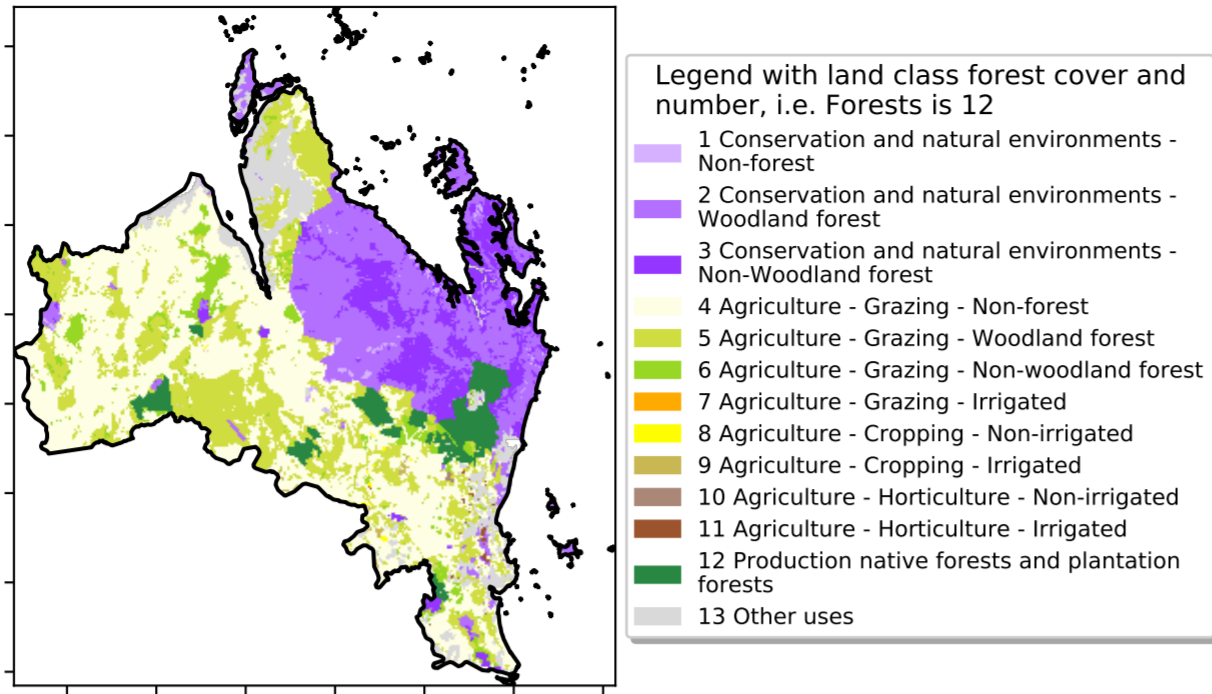 Legend with land class forest cover and
number, i.e. Forests is 12
1 Conservation and natural environments -
Non-forest
2 Conservation and natural environments -
Woodland forest
3 Conservation and natural environments -
Non-Woodland forest
4 Agriculture - Grazing - Non-forest
5 Agriculture - Grazing - Woodland forest
6 Agriculture - Grazing - Non-woodland forest
7 Agriculture - Grazing - Irrigated
8 Agriculture - Cropping - Non-irrigated
9 Agriculture - Cropping - Irrigated
10 Agriculture - Horticulture - Non-irrigated
11 Agriculture - Horticulture - Irrigated
12 Production native forests and plantation
forests
13 Other uses